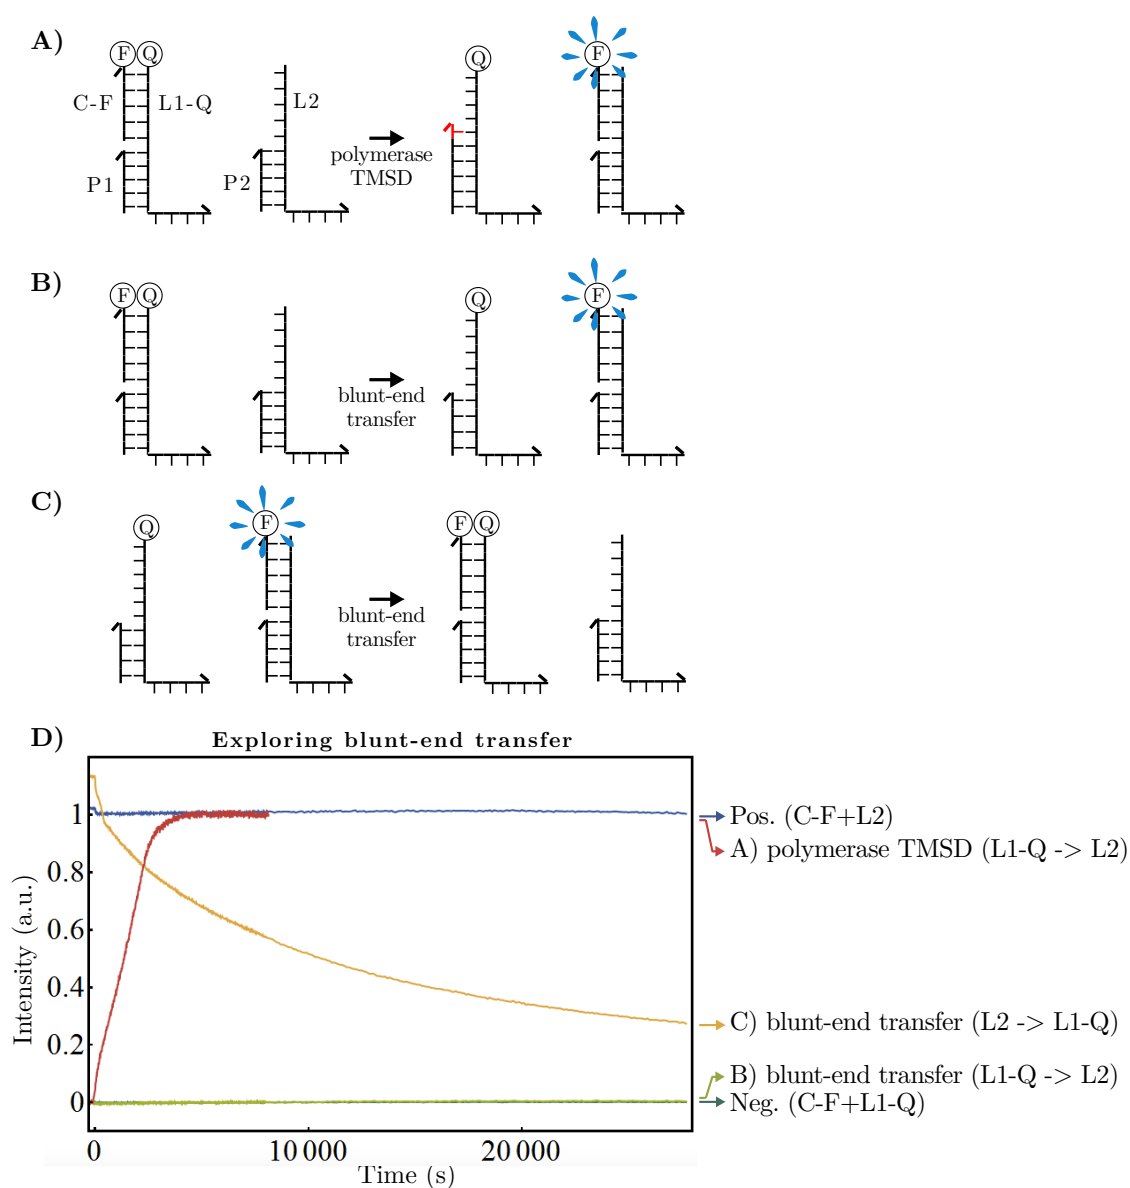 A)
F Q Q F
C-F L1-Q L2
P1 P2
polymerase
TMSD
B)
F Q Q F
blunt-end
transfer
C)
Q F F Q
blunt-end
transfer
D) Exploring blunt-end transfer
Intensity (a.u.)
1
0.8
0.6
0.4
0.2
0
0 10 000 20 000
Time (s)
Pos. (C-F+L2)
A) polymerase TMSD (L1-Q -> L2)
C) blunt-end transfer (L2 -> L1-Q)
B) blunt-end transfer (L1-Q -> L2)
Neg. (C-F+L1-Q)